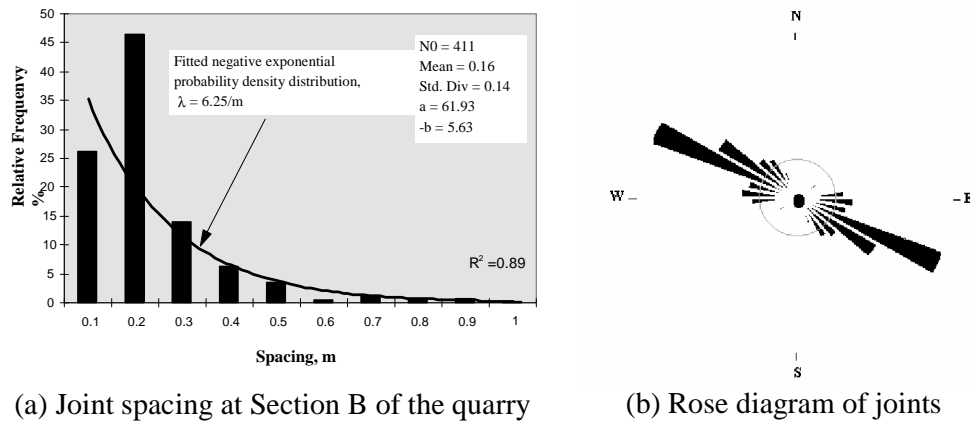 50
45
40
35
30
25
20
15
10
5
0
Relative Frequenvy
%
Fitted negative exponential
probability density distribution,
λ = 6.25/m
N0 = 411
Mean = 0.16
Std. Div = 0.14
a = 61.93
-b = 5.63
R² =0.89
0.1 0.2 0.3 0.4 0.5 0.6 0.7 0.8 0.9 1
Spacing, m
(a) Joint spacing at Section B of the quarry
N
W
E
S
(b) Rose diagram of joints